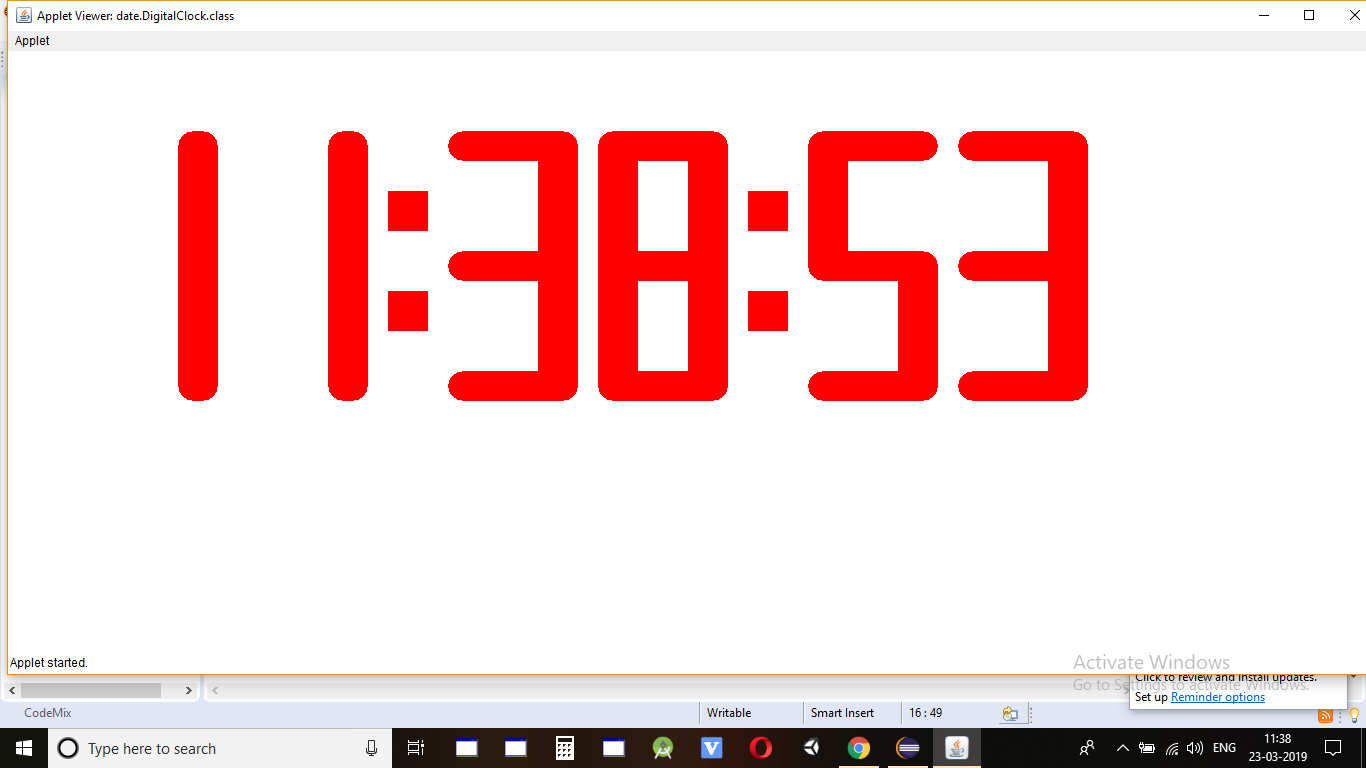 Applet Viewer: date.DigitalClock.class
Applet
11:38:53
Applet started.
Activate Windows
Go to Settings to activate Windows.
Click to review and install updates.
Set up Reminder options
CodeMix
Writable
Smart Insert
16 : 49
Type here to search
ENG
11:38
23-03-2019